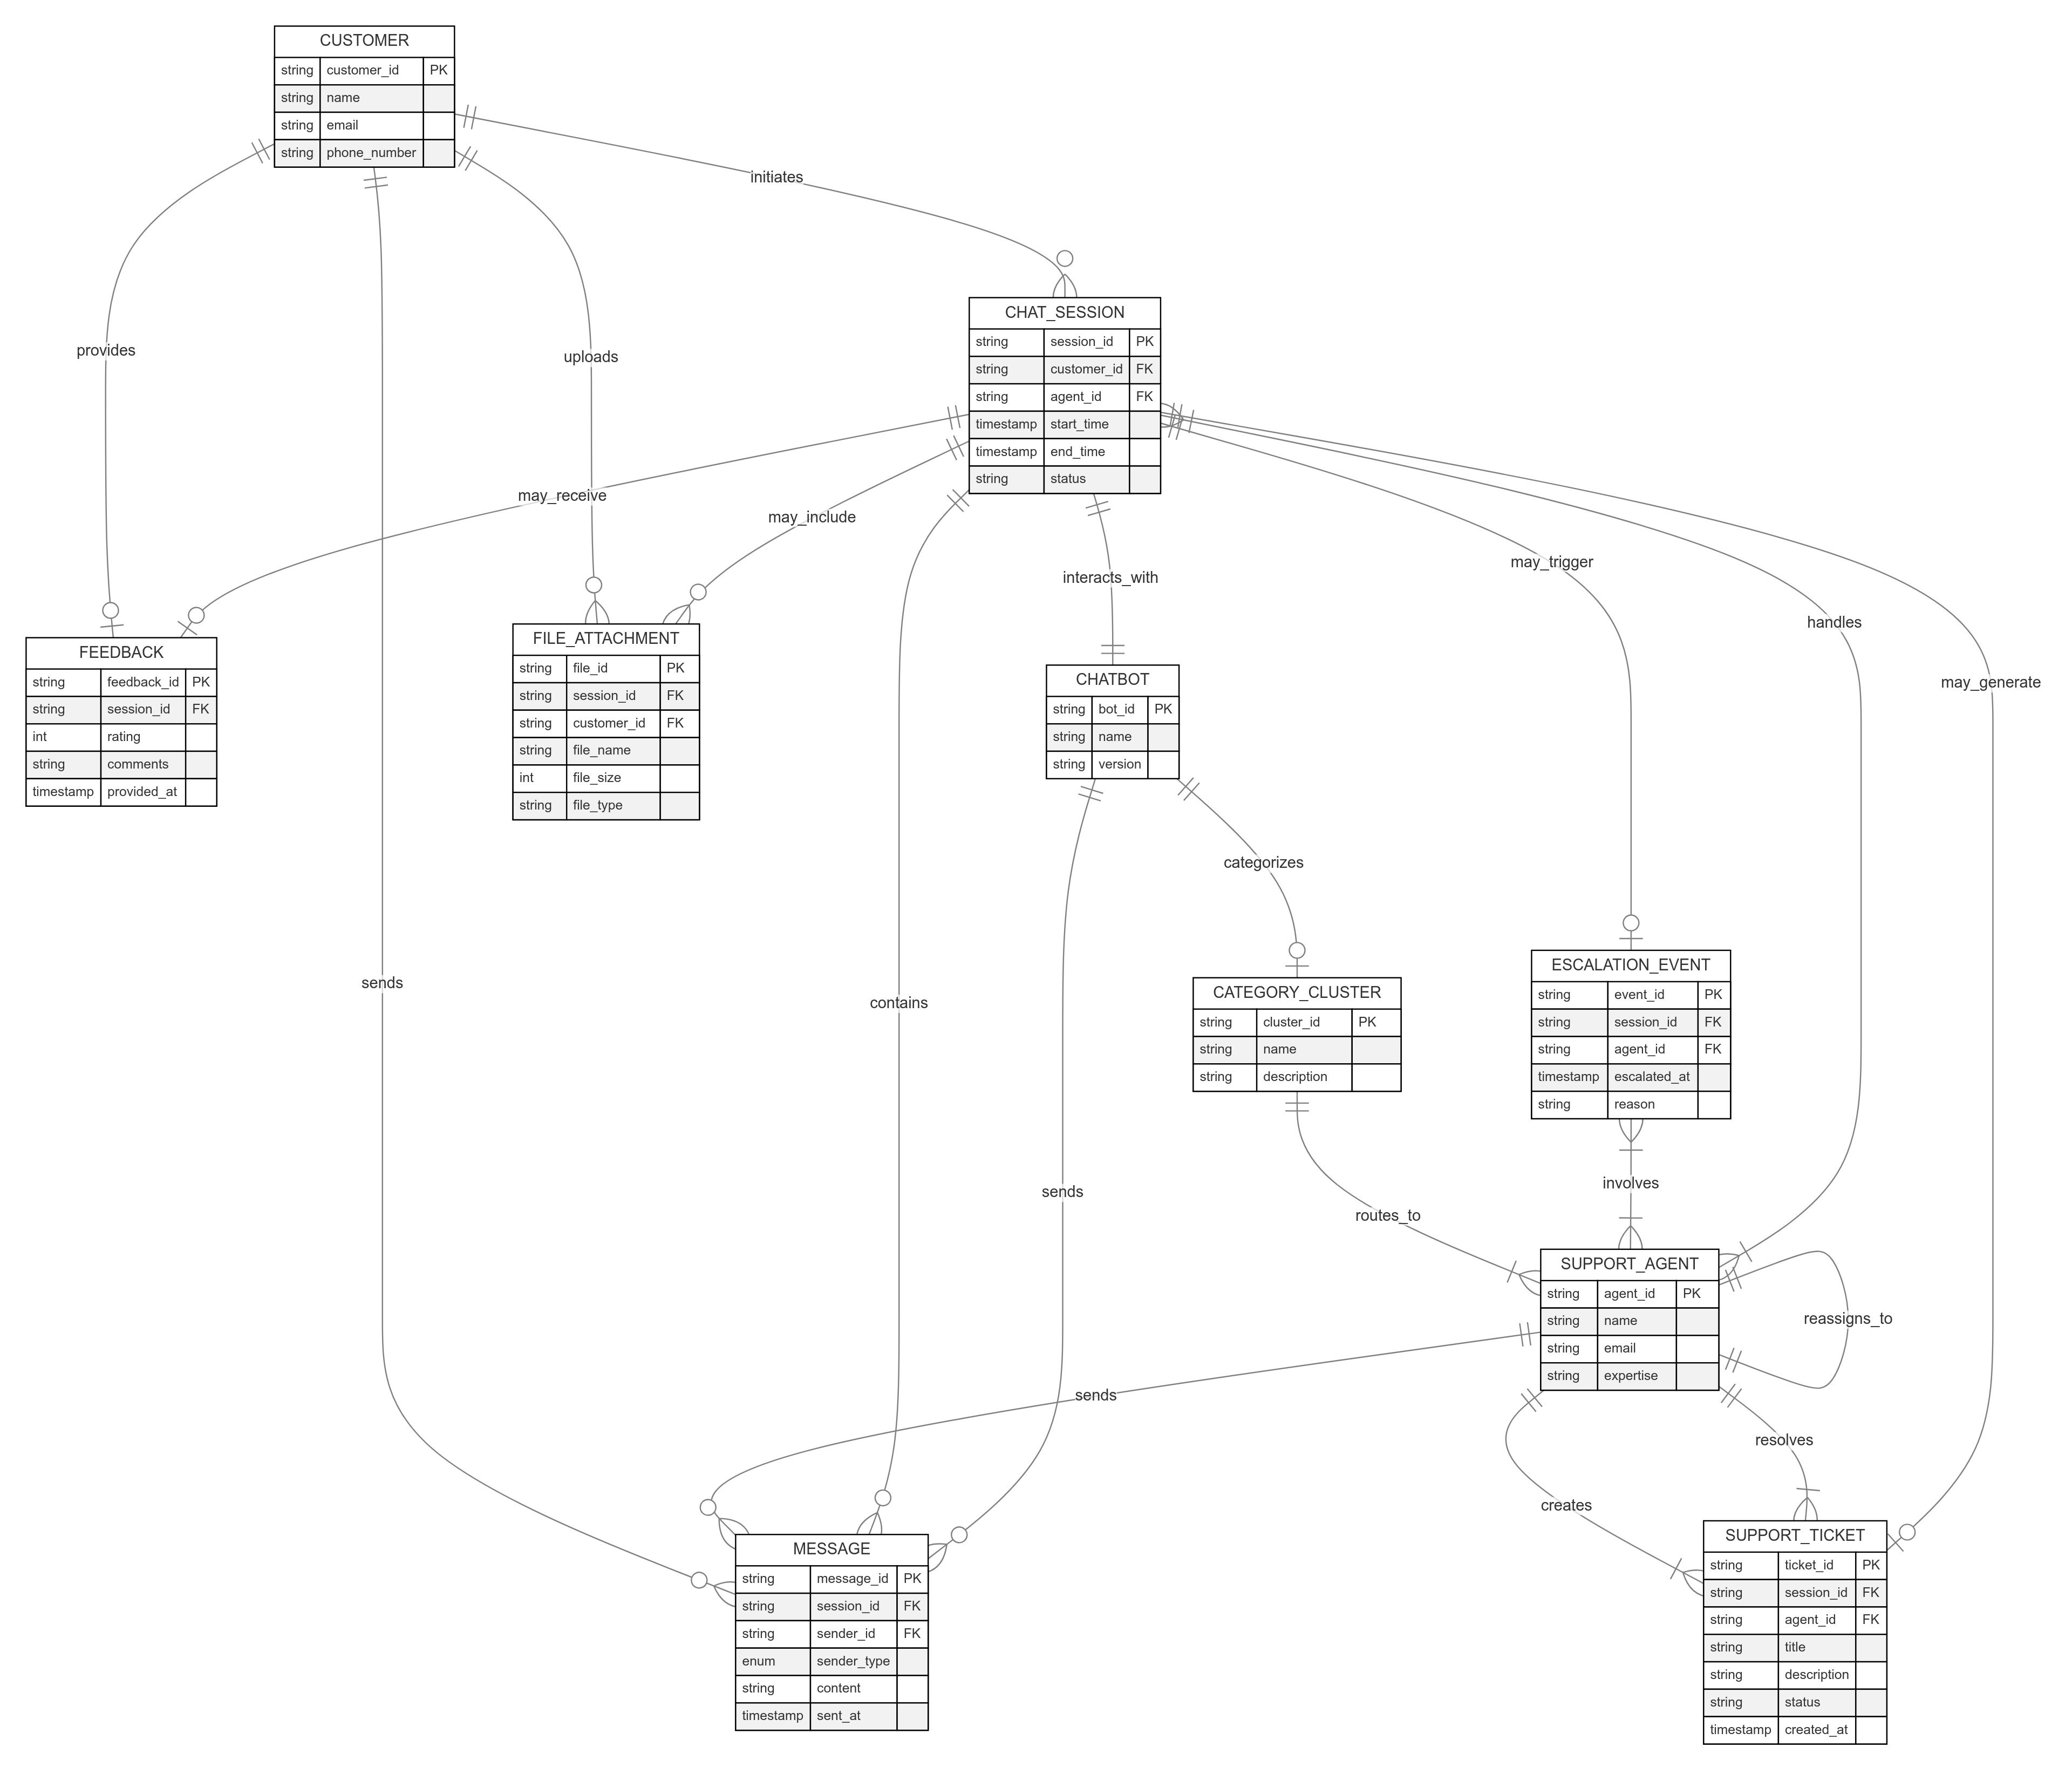 CUSTOMER
string customer_id PK
string name
string email
string phone_number
initiates
provides
uploads
CHAT_SESSION
string session_id PK
string customer_id FK
string agent_id FK
timestamp start_time
timestamp end_time
string status
may_receive
may_include
interacts_with
may_trigger
handles
may_generate
FEEDBACK
string feedback_id PK
string session_id FK
int rating
string comments
timestamp provided_at
FILE_ATTACHMENT
string file_id PK
string session_id FK
string customer_id FK
string file_name
int file_size
string file_type
CHATBOT
string bot_id PK
string name
string version
categorizes
sends
contains
CATEGORY_CLUSTER
string cluster_id PK
string name
string description
ESCALATION_EVENT
string event_id PK
string session_id FK
string agent_id FK
timestamp escalated_at
string reason
involves
sends
routes_to
SUPPORT_AGENT
string agent_id PK
string name
string email
string expertise
reassigns_to
sends
resolves
creates
MESSAGE
string message_id PK
string session_id FK
string sender_id FK
enum sender_type
string content
timestamp sent_at
SUPPORT_TICKET
string ticket_id PK
string session_id FK
string agent_id FK
string title
string description
string status
timestamp created_at